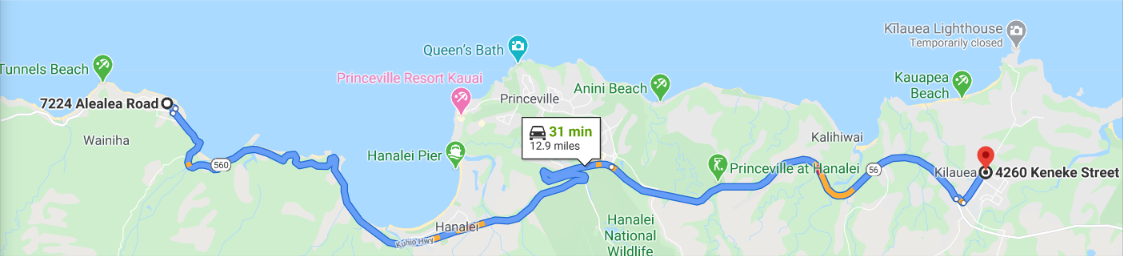 Kīlauea Lighthouse
Temporarily closed
Queen's Bath
Tunnels Beach
Princeville Resort Kauai
Kauapea
Beach
Anini Beach
7224 Alealea Road
Princeville
31 min
12.9 miles
Wainiha
Kalihiwai
Hanalei Pier
560
Princeville at Hanalei
56
Kilauea
4260 Keneke Street
Hanalei
Kuhio Hwy
Hanalei
National
Wildlife